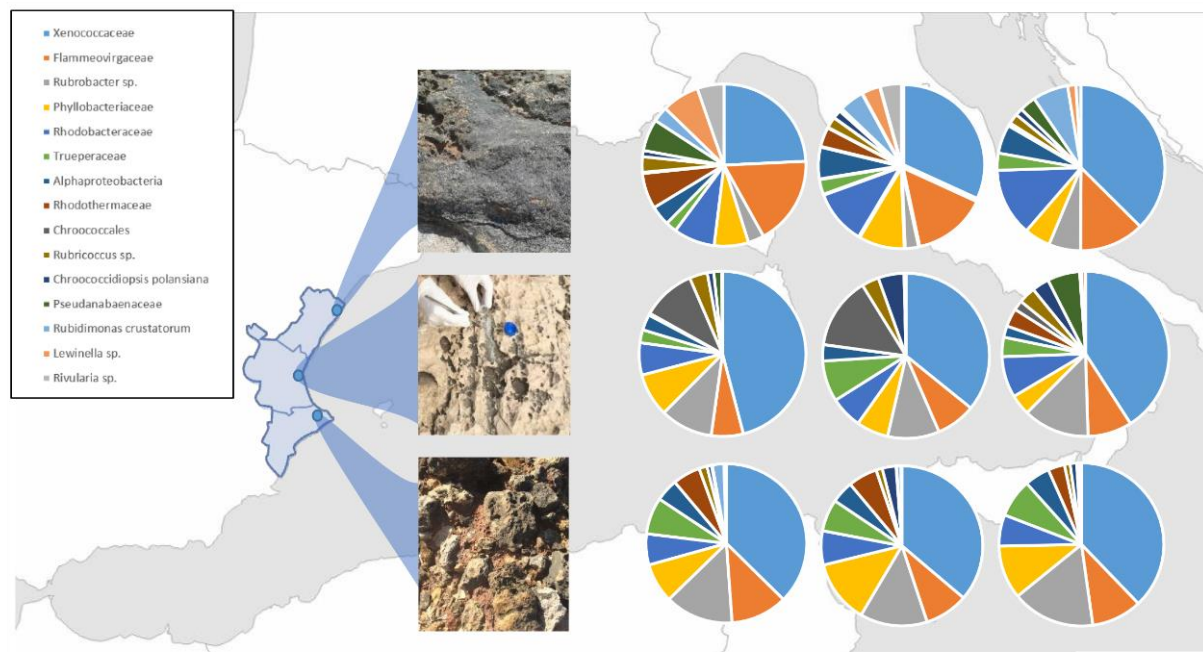 Xenococcaceae
Flammeovirgaceae
Rubrobacter sp.
Phyllobacteriaceae
Rhodobacteraceae
Trueperaceae
Alphaproteobacteria
Rhodothermaceae
Chroococcales
Rubricoccus sp.
Chroococcidiopsis polansiana
Pseudanabaenaceae
Rubidimonas crustatorum
Lewinella sp.
Rivularia sp.